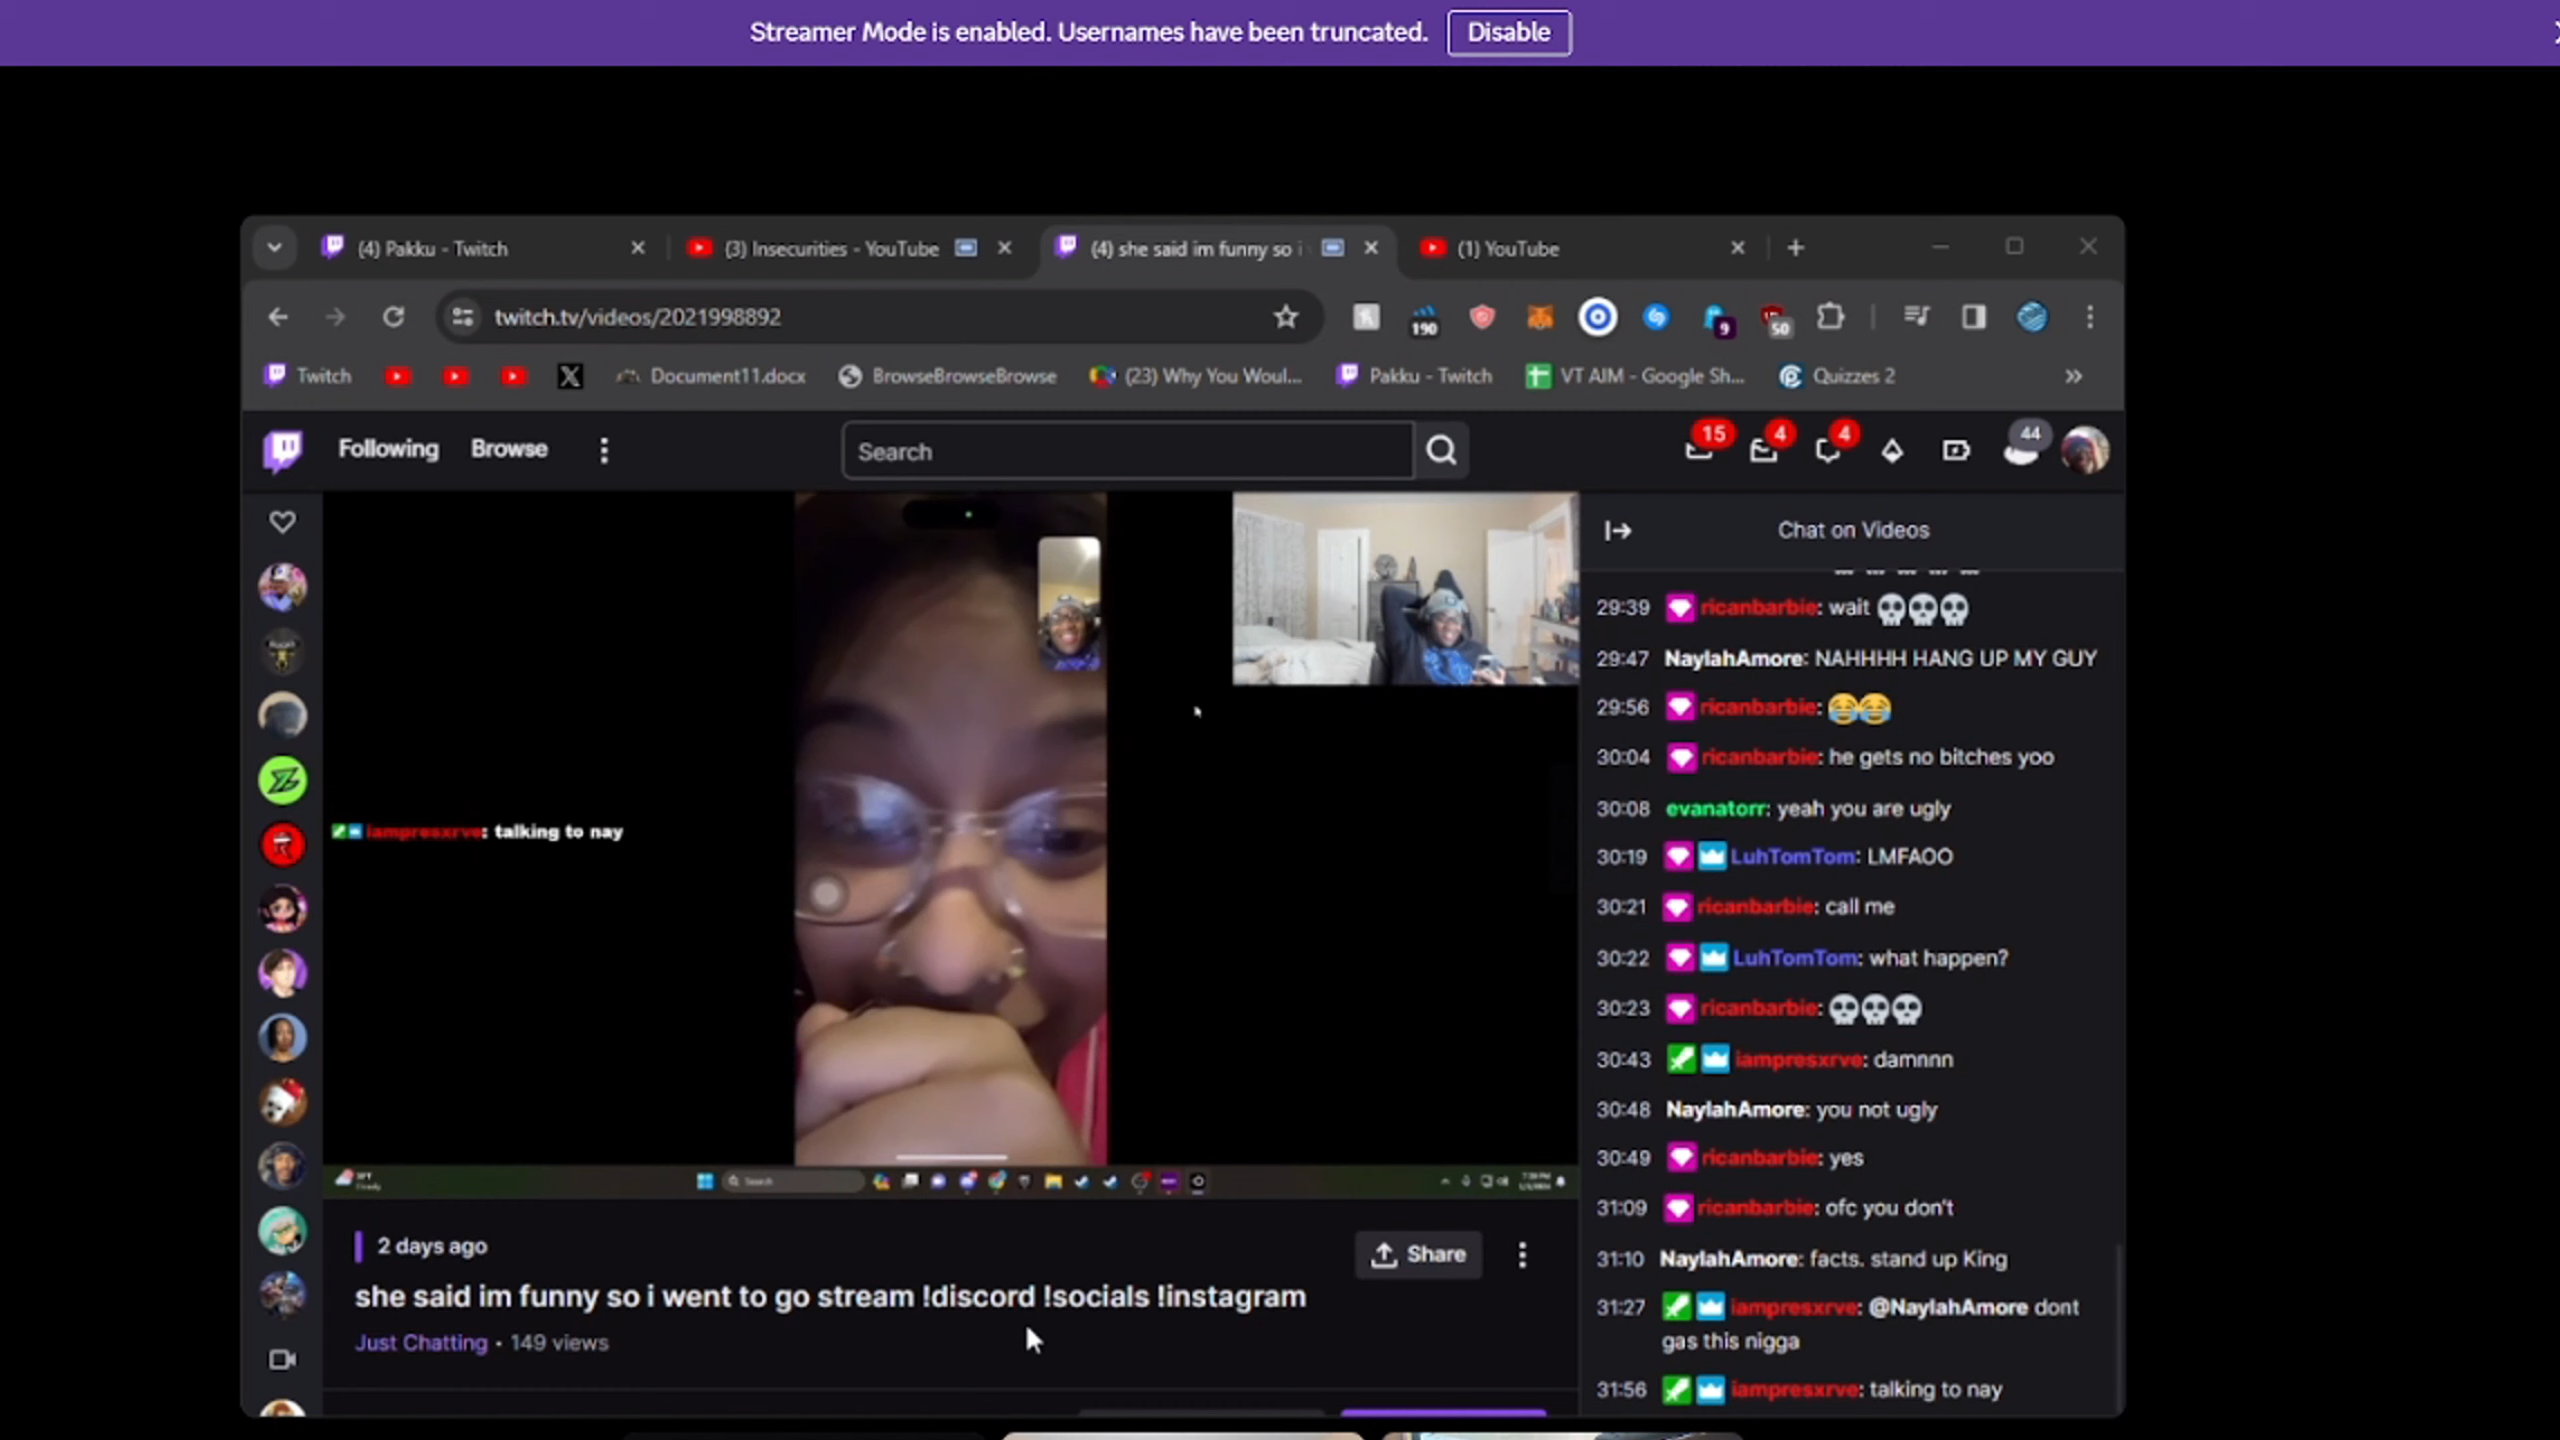 Streamer Mode is enabled. Usernames have been truncated. Disable
(4) Pakku - Twitch
(3) Insecurities - YouTube
(4) she said im funny so i
(1) YouTube
twitch.tv/videos/2021998892
190
9
50
Twitch
Document11.docx
BrowseBrowseBrowse
(23) Why You Woul...
Pakku - Twitch
VT AIM - Google Sh...
Quizzes 2
Following
Browse
Search
15
4
4
44
iampresxrve: talking to nay
Search
2 days ago
Share
she said im funny so i went to go stream !discord !socials !instagram
Just Chatting • 149 views
Chat on Videos
29:39 ricanbarbie: wait 💀💀💀
29:47 NaylahAmore: NAHHHH HANG UP MY GUY
29:56 ricanbarbie: 😂😂
30:04 ricanbarbie: he gets no bitches yoo
30:08 evanatorr: yeah you are ugly
30:19 LuhTomTom: LMFAOO
30:21 ricanbarbie: call me
30:22 LuhTomTom: what happen?
30:23 ricanbarbie: 💀💀💀
30:43 iampresxrve: damnnn
30:48 NaylahAmore: you not ugly
30:49 ricanbarbie: yes
31:09 ricanbarbie: ofc you don't
31:10 NaylahAmore: facts. stand up King
31:27 iampresxrve: @NaylahAmore dont
gas this nigga
31:56 iampresxrve: talking to nay